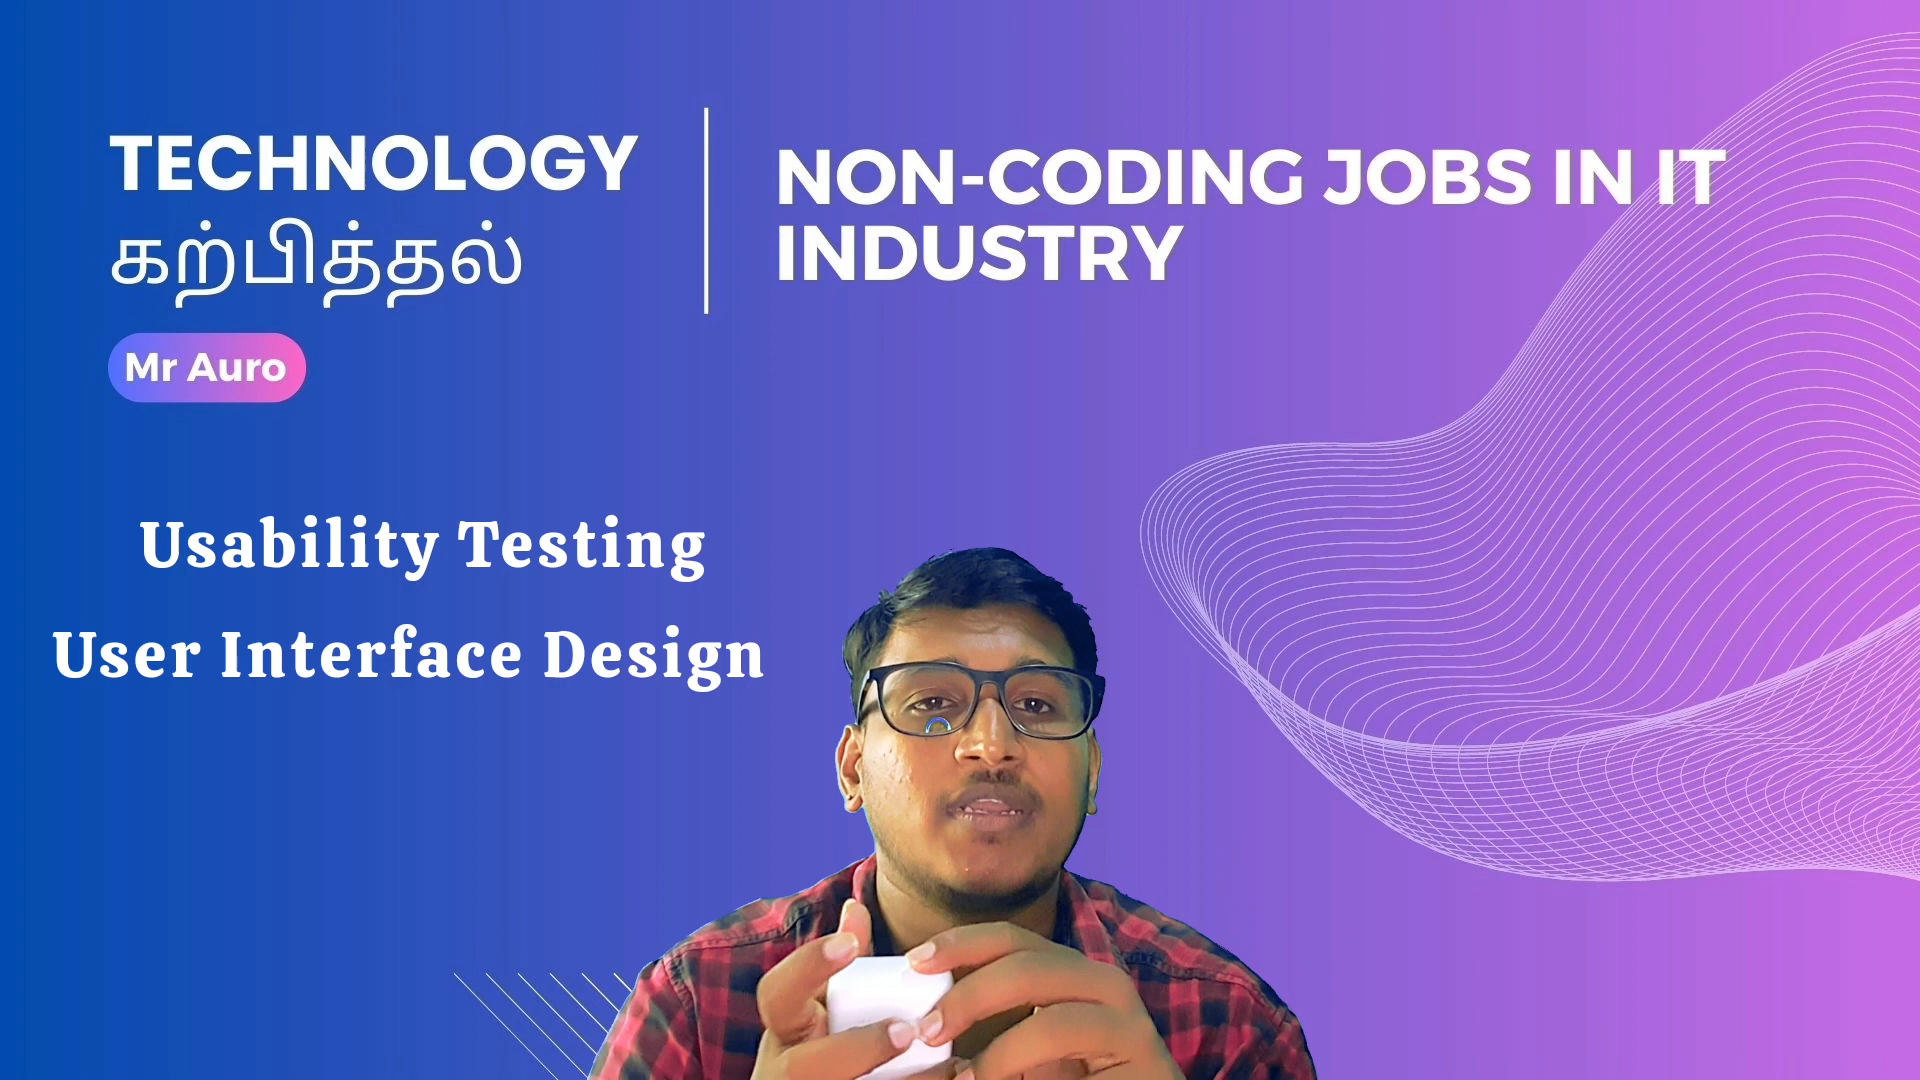 TECHNOLOGY
கற்பித்தல்
Mr Auro
NON-CODING JOBS IN IT
INDUSTRY
Usability Testing
User Interface Design